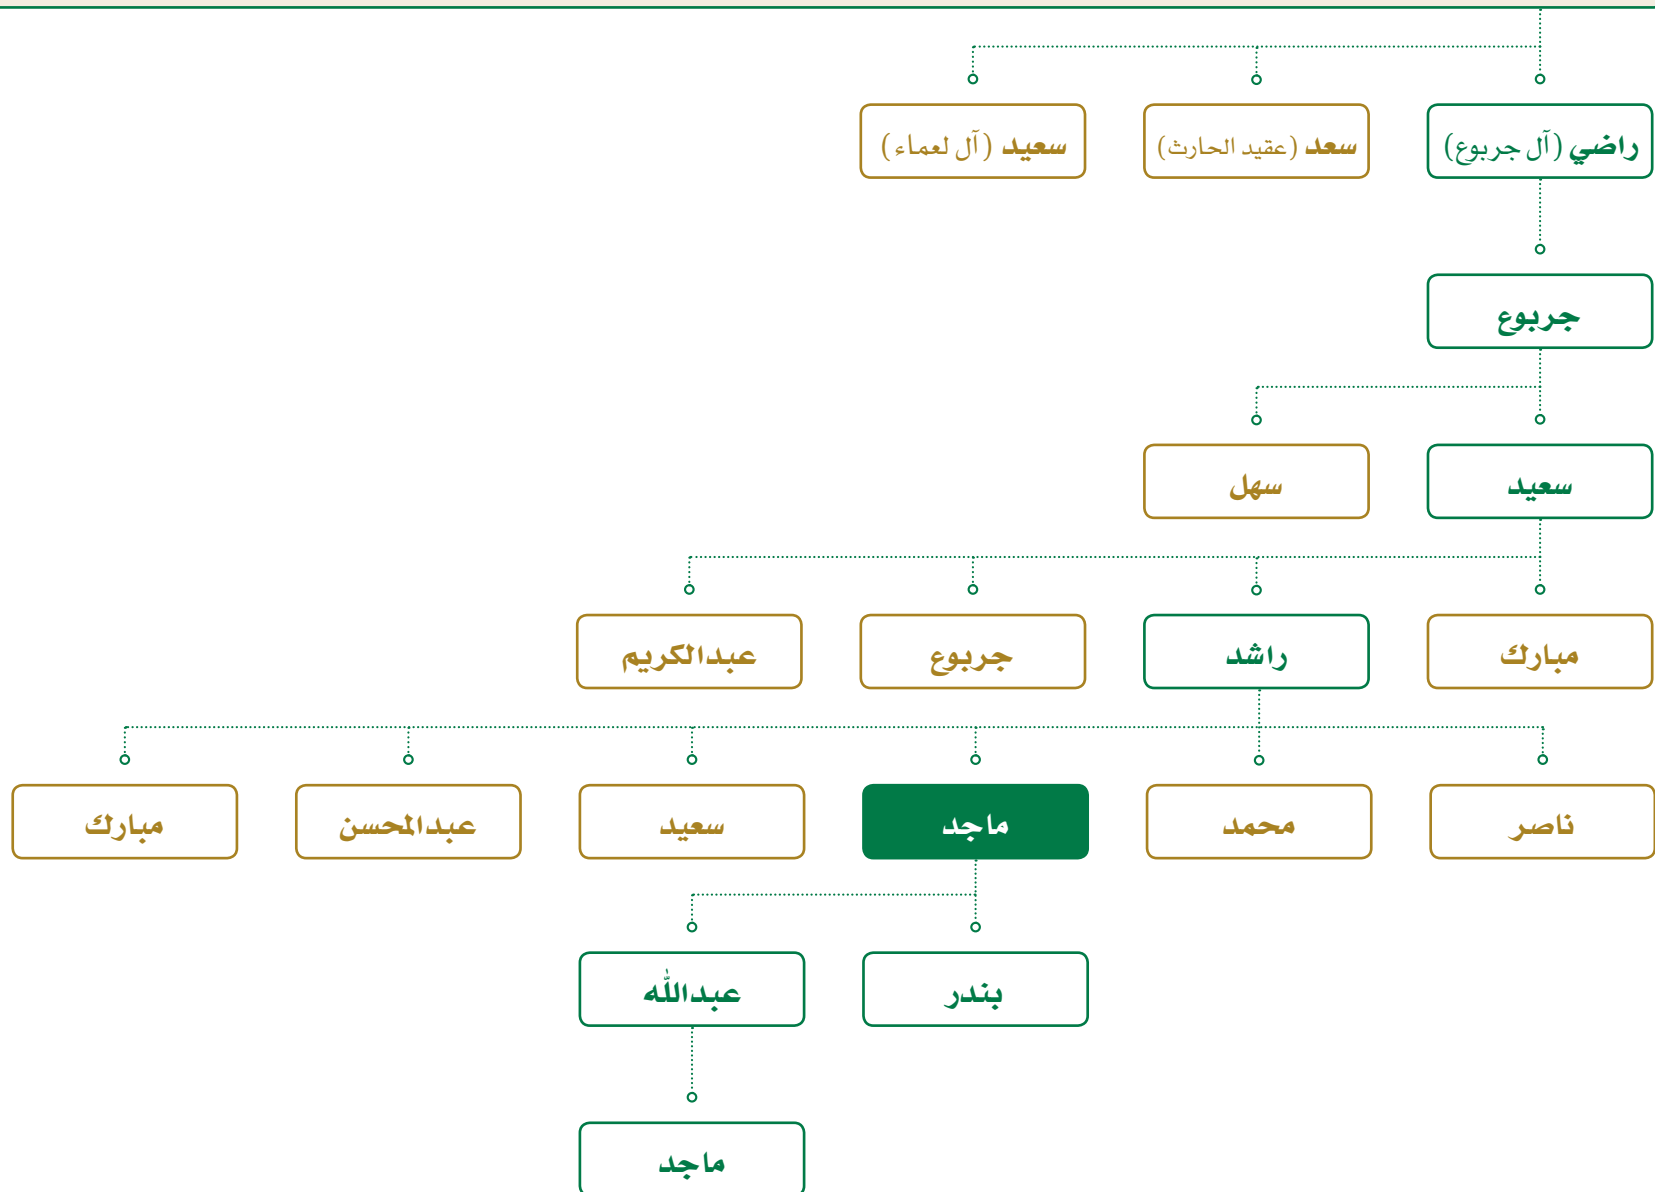 راضي (آل جربوع)
سعد (عقيد الحارث)
سعيد (آل لعماء)
جربوع
سعيد
سهل
مبارك
راشد
جربوع
عبدالكريم
ناصر
محمد
ماجد
سعيد
عبدالمحسن
مبارك
بندر
عبدالله
ماجد